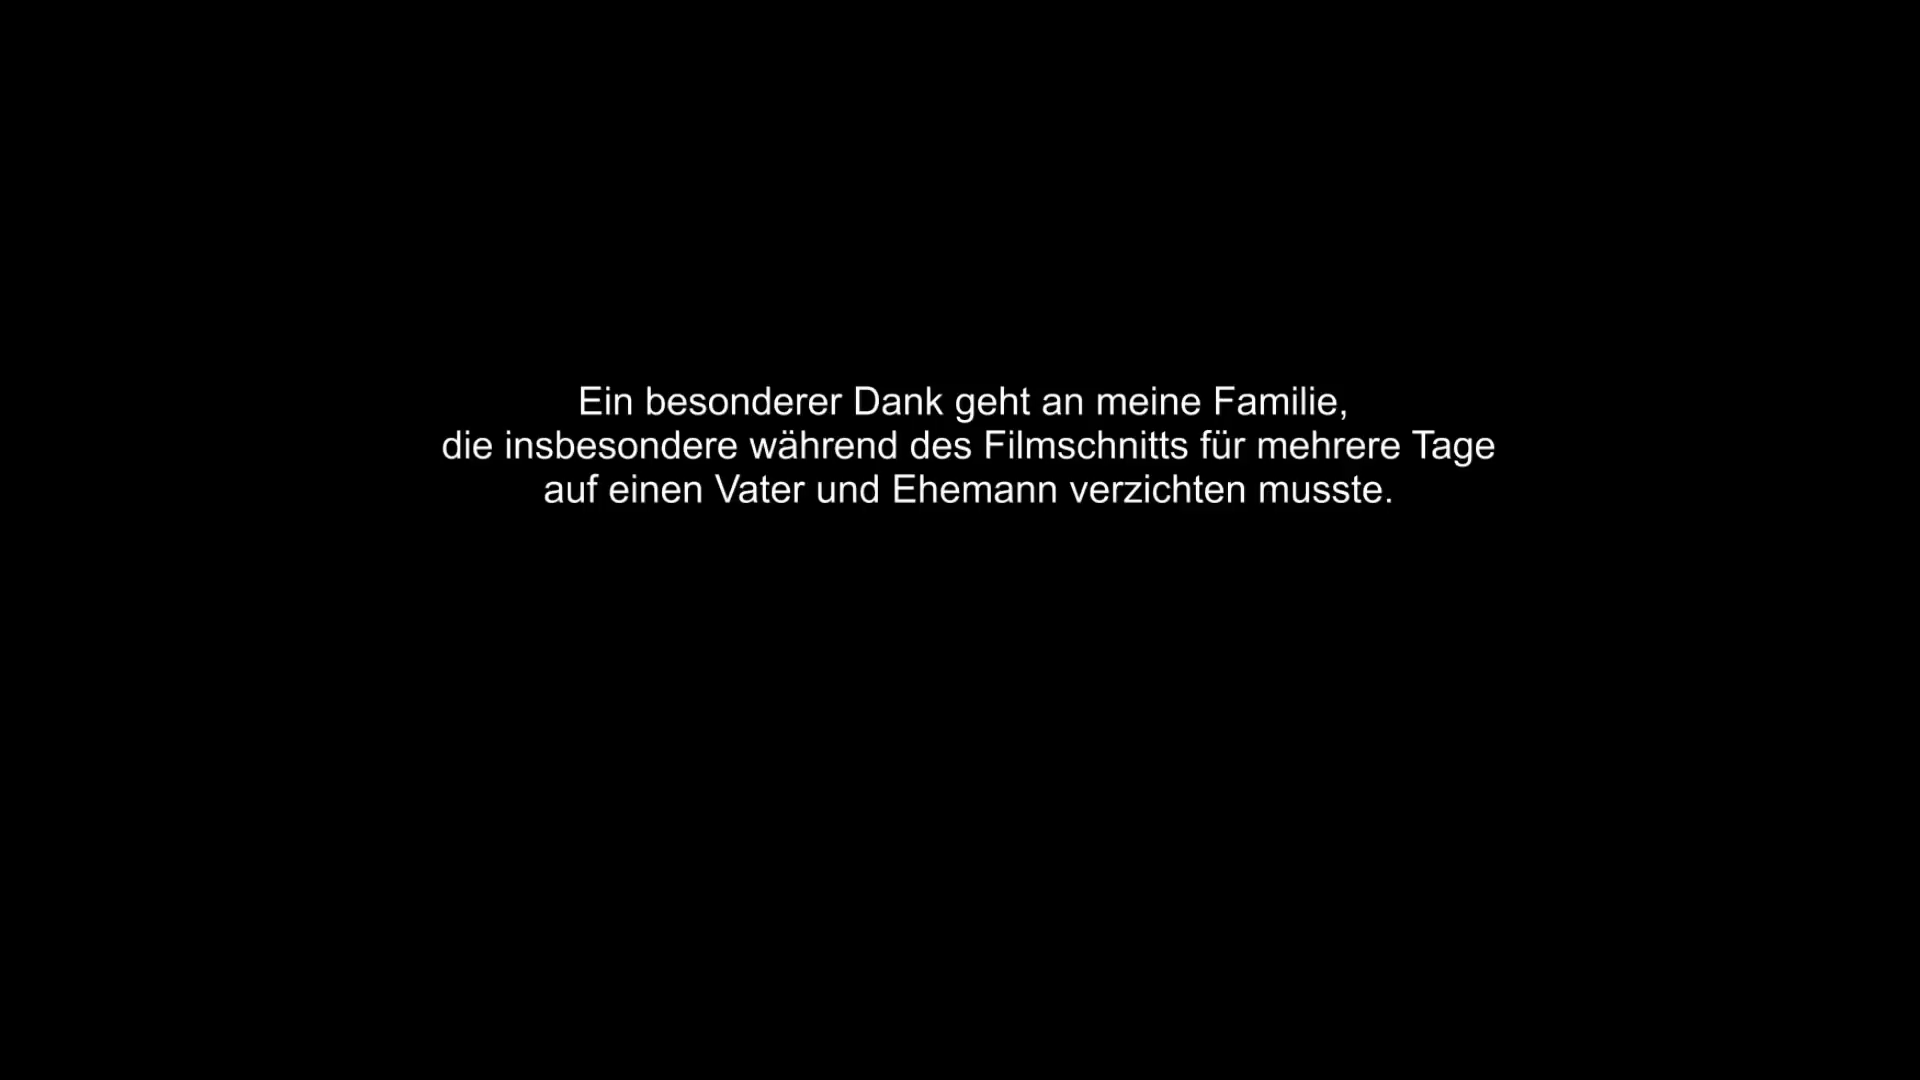 Ein besonderer Dank geht an meine Familie,
die insbesondere während des Filmschnitts für mehrere Tage
auf einen Vater und Ehemann verzichten musste.